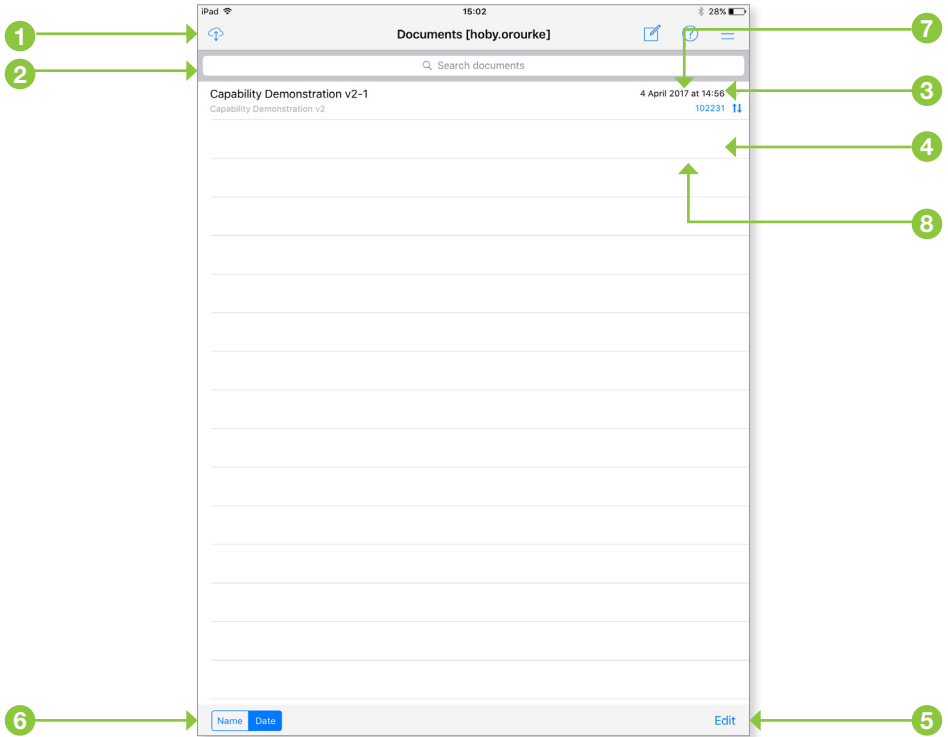 iPad 15:02 28%
1 Documents [hoby.orourke] ? 7
2 Search documents
Capability Demonstration v2-1 4 April 2017 at 14:56 3
Capability Demonstration v2 102231
4
8
6 Name Date Edit 5